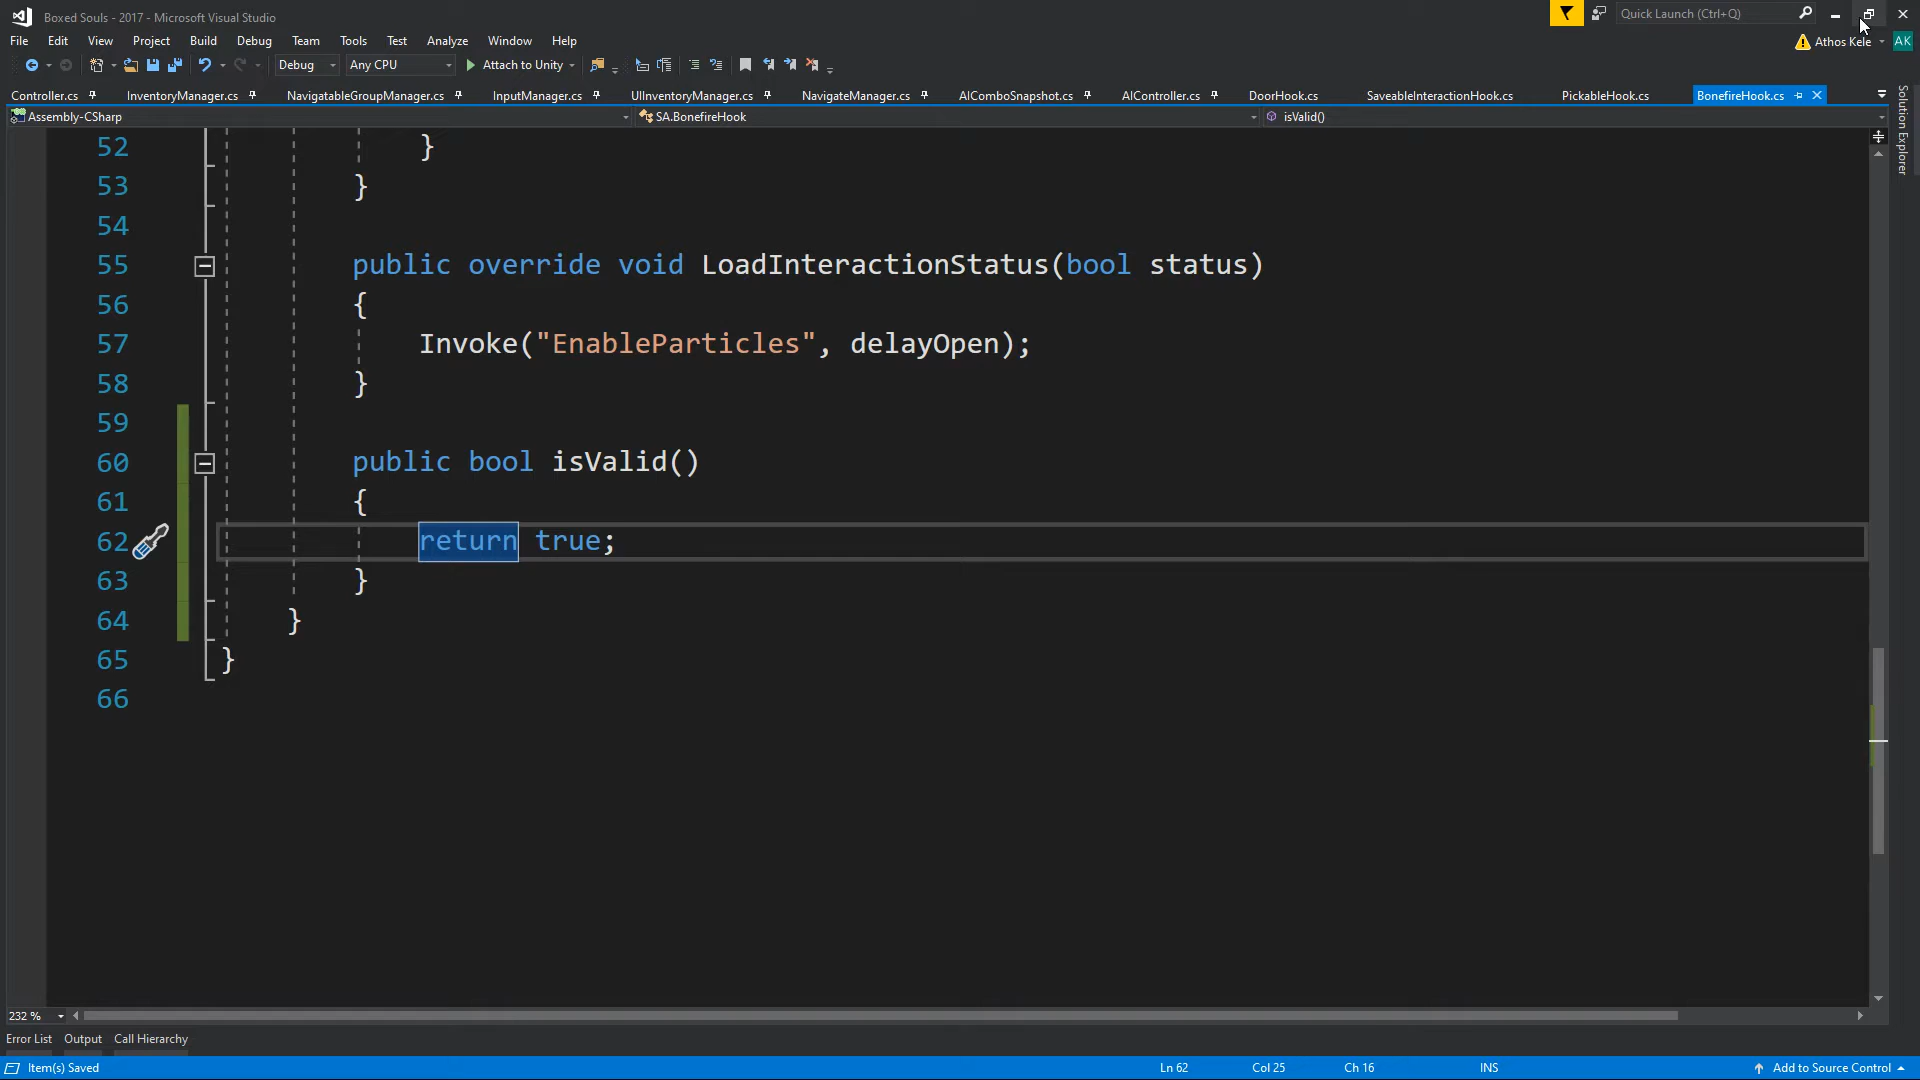 Boxed Souls - 2017 - Microsoft Visual Studio
Quick Launch (Ctrl+Q)
File Edit View Project Build Debug Team Tools Test Analyze Window Help
Athos Kele AK
Debug Any CPU Attach to Unity
Controller.cs InventoryManager.cs NavigatableGroupManager.cs InputManager.cs UIInventoryManager.cs NavigateManager.cs AIComboSnapshot.cs AIController.cs DoorHook.cs SaveableInteractionHook.cs PickableHook.cs BonefireHook.cs
Solution Explorer
Assembly-CSharp SA.BonefireHook isValid()
52 }
53 }
54
55 public override void LoadInteractionStatus(bool status)
56 {
57 Invoke("EnableParticles", delayOpen);
58 }
59
60 public bool isValid()
61 {
62 return true;
63 }
64 }
65 }
66
232 %
Error List Output Call Hierarchy
Item(s) Saved Ln 62 Col 25 Ch 16 INS Add to Source Control